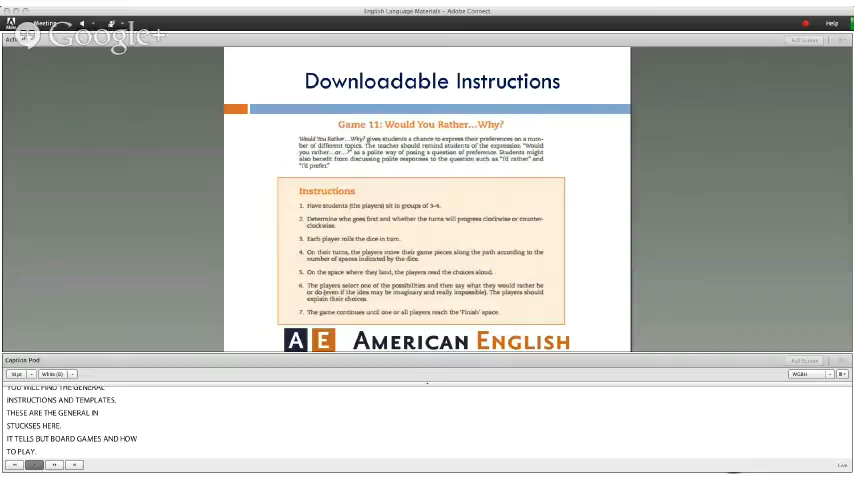 English Language Materials - Adobe Connect
Meeting
Help
Google+
Full Screen
Downloadable Instructions
Game 11: Would You Rather...Why?
Would You Rather...Why? gives students a chance to express their preferences on a num-
ber of different topics. The teacher should remind students of the expression "Would
you rather...or...?" as a polite way of posing a question of preference. Students might
also benefit from discussing polite responses to the question such as "I'd rather" and
"I'd prefer."
Instructions
1. Have students (the players) sit in groups of 3-4.
2. Determine who goes first and whether the turns will progress clockwise or counter-
clockwise.
3. Each player rolls the dice in turn.
4. On their turns, the players move their game pieces along the path according to the
number of spaces indicated by the dice.
5. On the space where they land, the players read the choices aloud.
6. The players select one of the possibilities and then say what they would rather be
or do (even if the idea may be imaginary and really impossible). The players should
explain their choices.
7. The game continues until one or all players reach the 'Finish' space.
A E AMERICAN ENGLISH
Caption Pod
Full Screen
18pt
White (B)
WGBH
YOU WILL FIND THE GENERAL
INSTRUCTIONS AND TEMPLATES.
THESE ARE THE GENERAL IN
STUCKSES HERE.
IT TELLS BUT BOARD GAMES AND HOW
TO PLAY.
Live